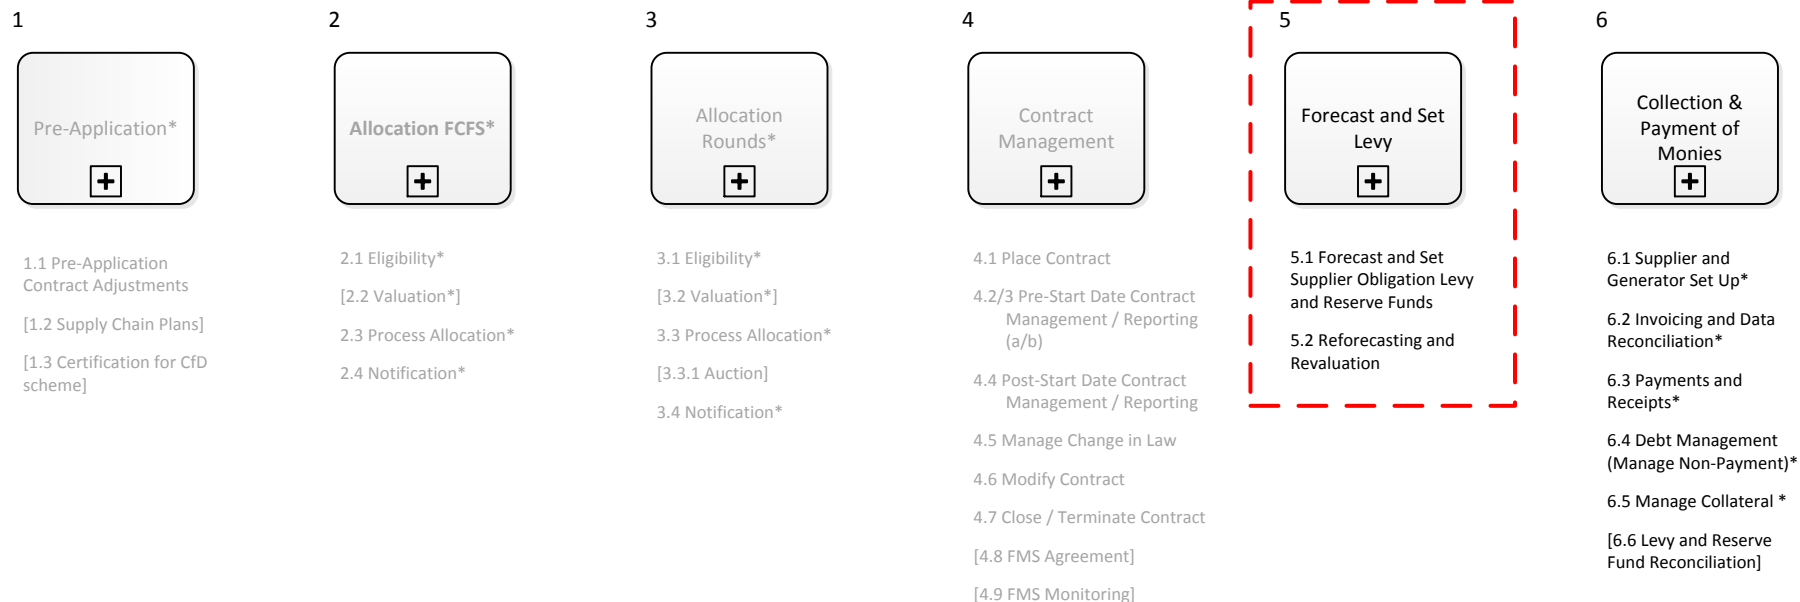 1
Pre-Application*
1.1 Pre-Application
Contract Adjustments
[1.2 Supply Chain Plans]
[1.3 Certification for CfD
scheme]
2
Allocation FCFS*
2.1 Eligibility*
[2.2 Valuation*]
2.3 Process Allocation*
2.4 Notification*
3
Allocation
Rounds*
3.1 Eligibility*
[3.2 Valuation*]
3.3 Process Allocation*
[3.3.1 Auction]
3.4 Notification*
4
Contract
Management
4.1 Place Contract
4.2/3 Pre-Start Date Contract
Management / Reporting
(a/b)
4.4 Post-Start Date Contract
Management / Reporting
4.5 Manage Change in Law
4.6 Modify Contract
4.7 Close / Terminate Contract
[4.8 FMS Agreement]
[4.9 FMS Monitoring]
5
Forecast and Set
Levy
5.1 Forecast and Set
Supplier Obligation Levy
and Reserve Funds
5.2 Reforecasting and
Revaluation
6
Collection &
Payment of
Monies
6.1 Supplier and
Generator Set Up*
6.2 Invoicing and Data
Reconciliation*
6.3 Payments and
Receipts*
6.4 Debt Management
(Manage Non-Payment)*
6.5 Manage Collateral *
[6.6 Levy and Reserve
Fund Reconciliation]